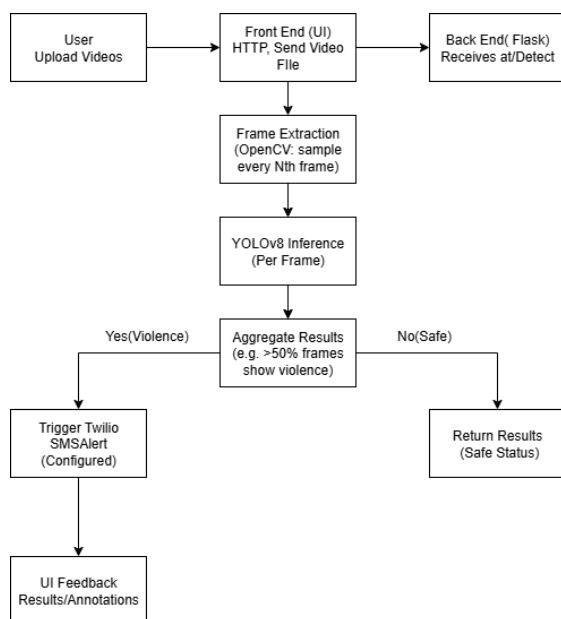 User
Upload Videos
Front End (UI)
HTTP, Send Video
FIle
Back End( Flask)
Receives at/Detect
Frame Extraction
(OpenCV: sample
every Nth frame)
YOLOv8 Inference
(Per Frame)
Yes(Violence)
Aggregate Results
(e.g. >50% frames
show violence)
No(Safe)
Trigger Twilio
SMSAlert
(Configured)
Return Results
(Safe Status)
UI Feedback
Results/Annotations